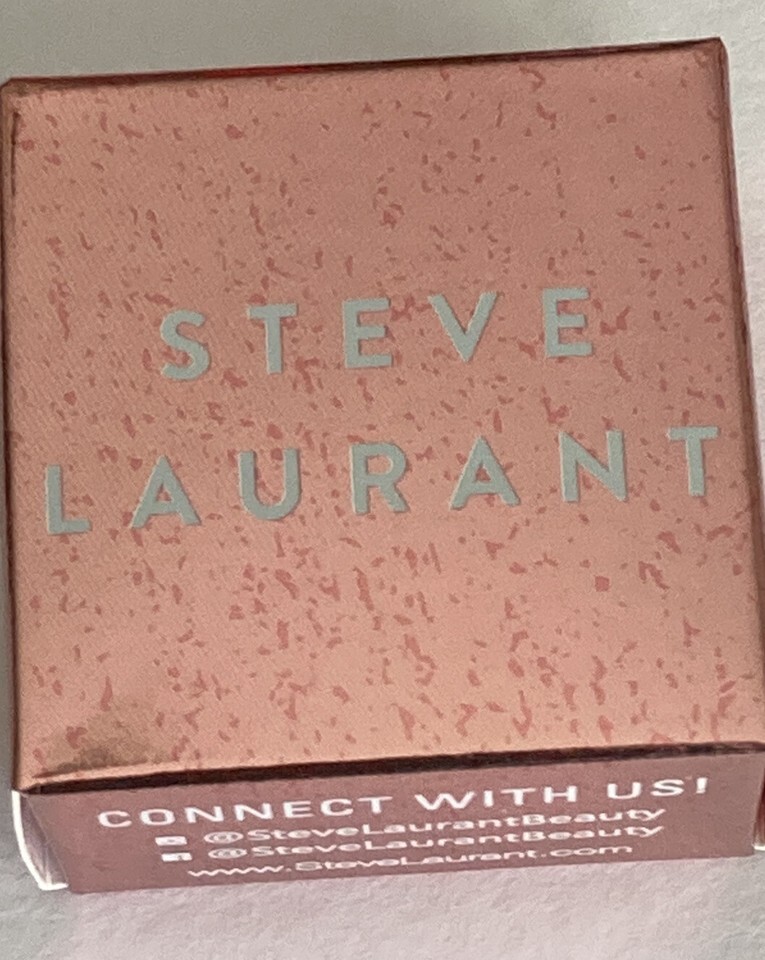 STEVE
LAURANT
CONNECT WITH US!
@SteveLaurantBeauty
@SteveLaurantBeauty
www.SteveLaurant.com